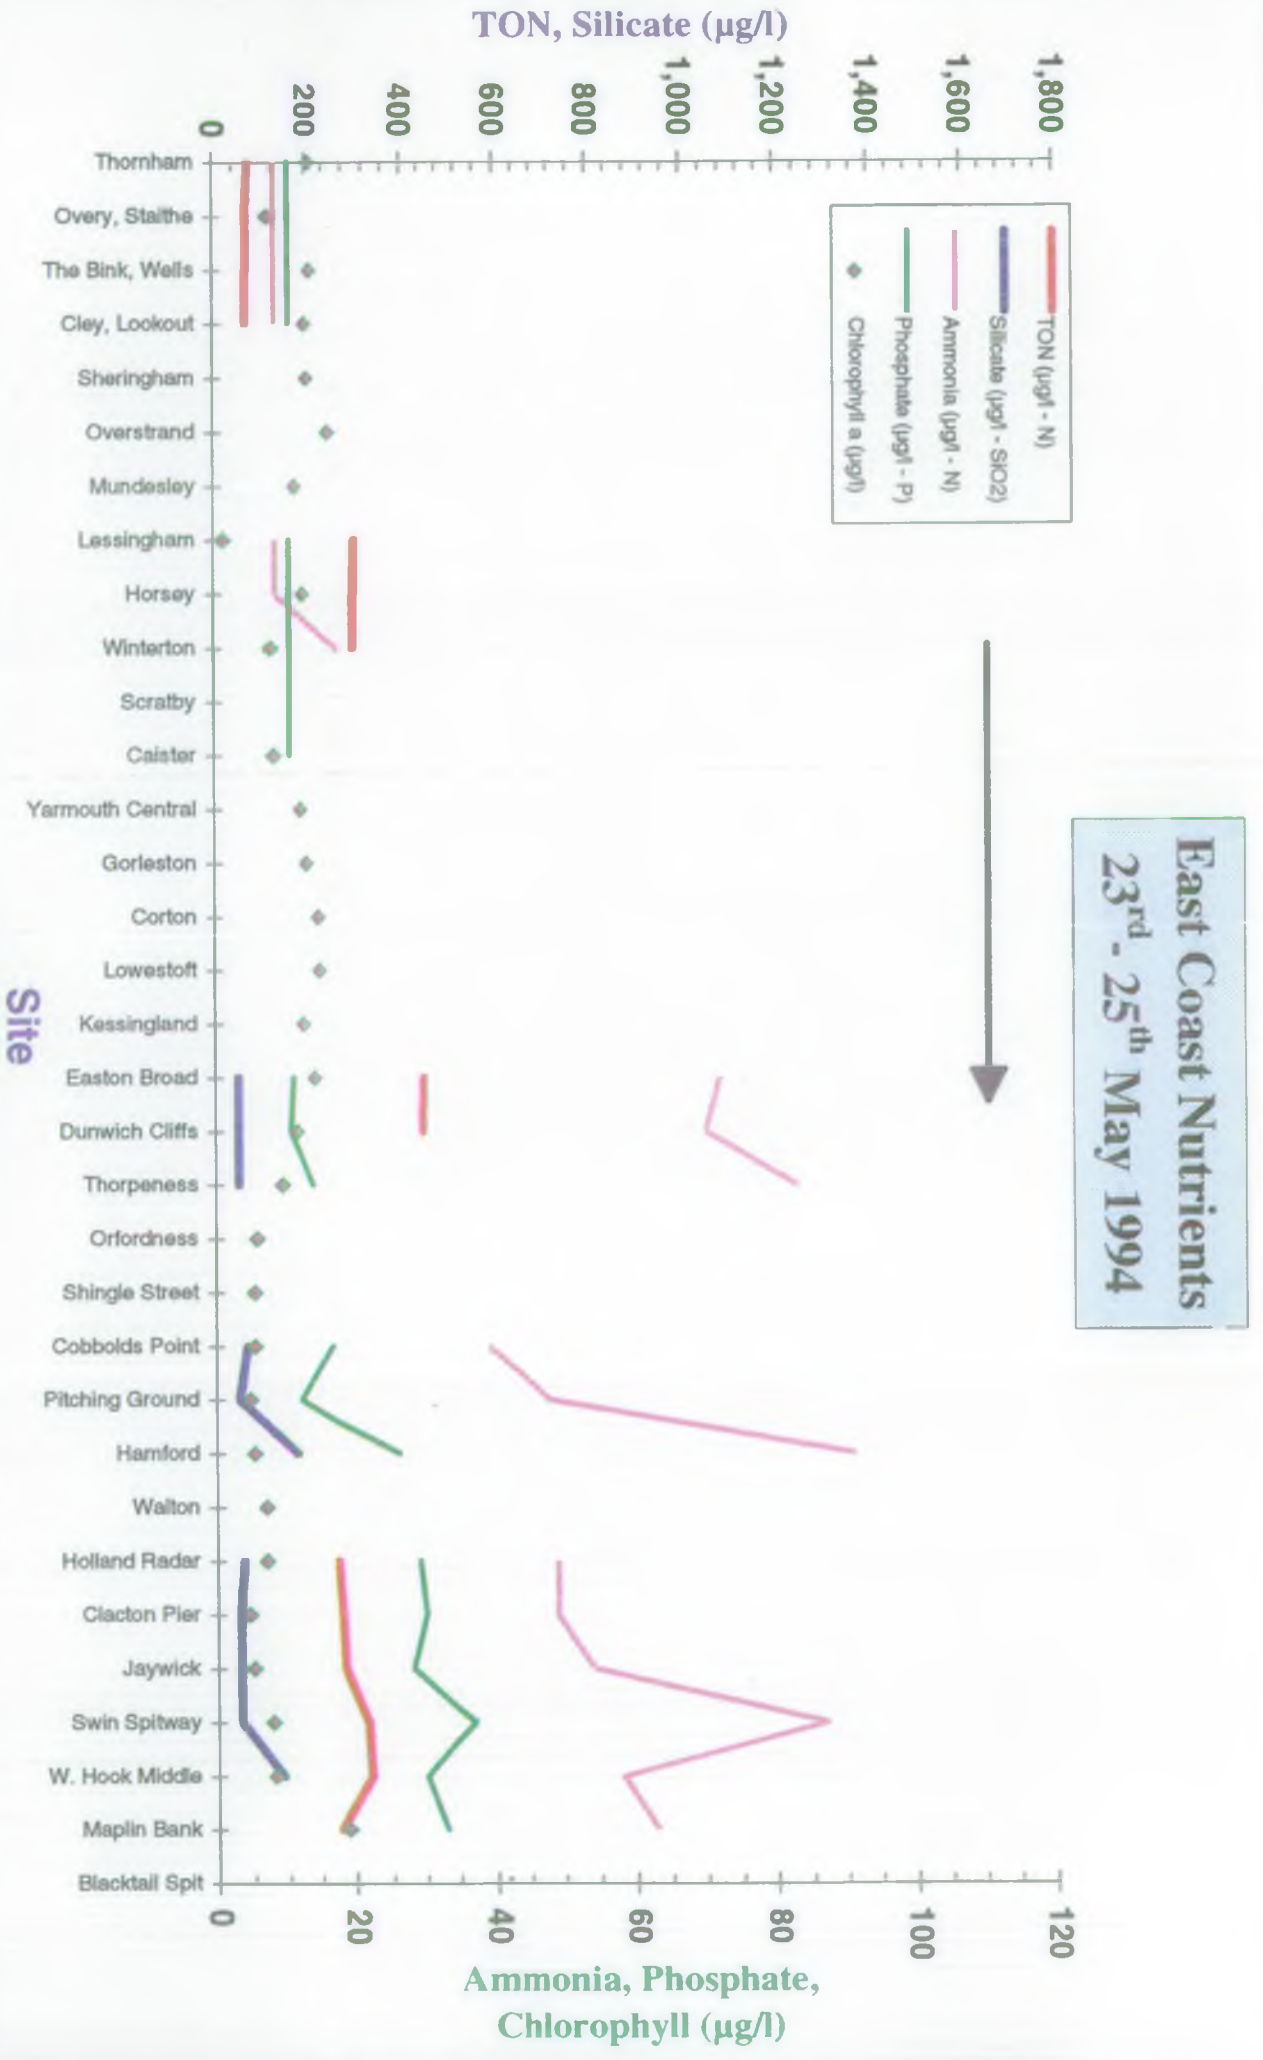 East Coast Nutrients
23rd - 25th May 1994
TON, Silicate (µg/l)
0
200
400
600
800
1,000
1,200
1,400
1,600
1,800
TON (µg/l - N)
Silicate (µg/l - SiO2)
Ammonia (µg/l - N)
Phosphate (µg/l - P)
Chlorophyll a (µg/l)
Thornham
Overy, Staithe
The Bink, Wells
Cley, Lookout
Sheringham
Overstrand
Mundesley
Lessingham
Horsey
Winterton
Scratby
Caister
Yarmouth Central
Gorleston
Corton
Lowestoft
Kessingland
Easton Broad
Dunwich Cliffs
Thorpeness
Orfordness
Shingle Street
Cobbolds Point
Pitching Ground
Hamford
Walton
Holland Radar
Clacton Pier
Jaywick
Swin Spitway
W. Hook Middle
Maplin Bank
Blacktail Spit
Site
0
20
40
60
80
100
120
Ammonia, Phosphate,
Chlorophyll (µg/l)